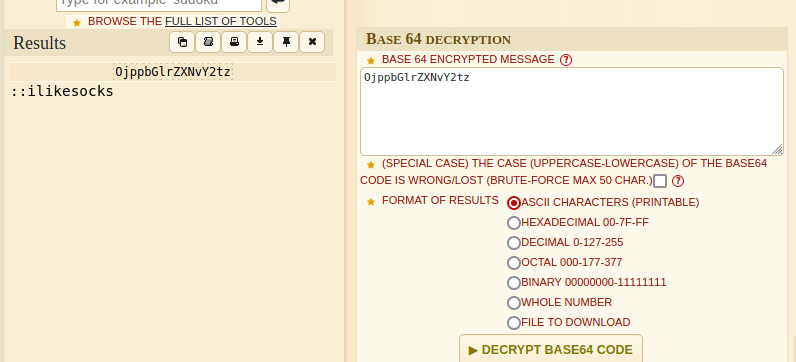 Type for example 'sudoku'
★ BROWSE THE FULL LIST OF TOOLS
Results
OjppbGlrZXNvY2tz
::ilikesocks
BASE 64 DECRYPTION
★ BASE 64 ENCRYPTED MESSAGE ?
OjppbGlrZXNvY2tz
★ (SPECIAL CASE) THE CASE (UPPERCASE-LOWERCASE) OF THE BASE64
CODE IS WRONG/LOST (BRUTE-FORCE MAX 50 CHAR.) ?
★ FORMAT OF RESULTS
ASCII CHARACTERS (PRINTABLE)
HEXADECIMAL 00-7F-FF
DECIMAL 0-127-255
OCTAL 000-177-377
BINARY 00000000-11111111
WHOLE NUMBER
FILE TO DOWNLOAD
▶ DECRYPT BASE64 CODE